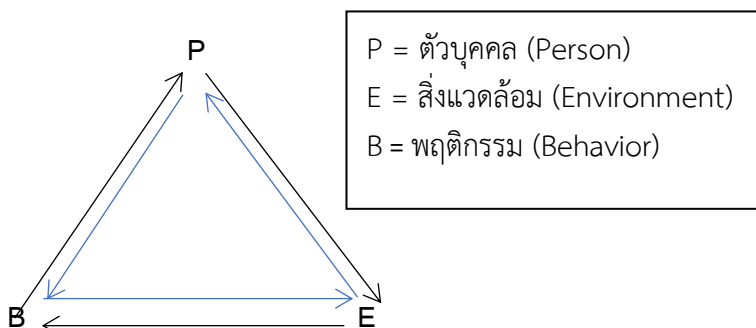 P
P = ตัวบุคคล (Person)
E = สิ่งแวดล้อม (Environment)
B = พฤติกรรม (Behavior)
B
E